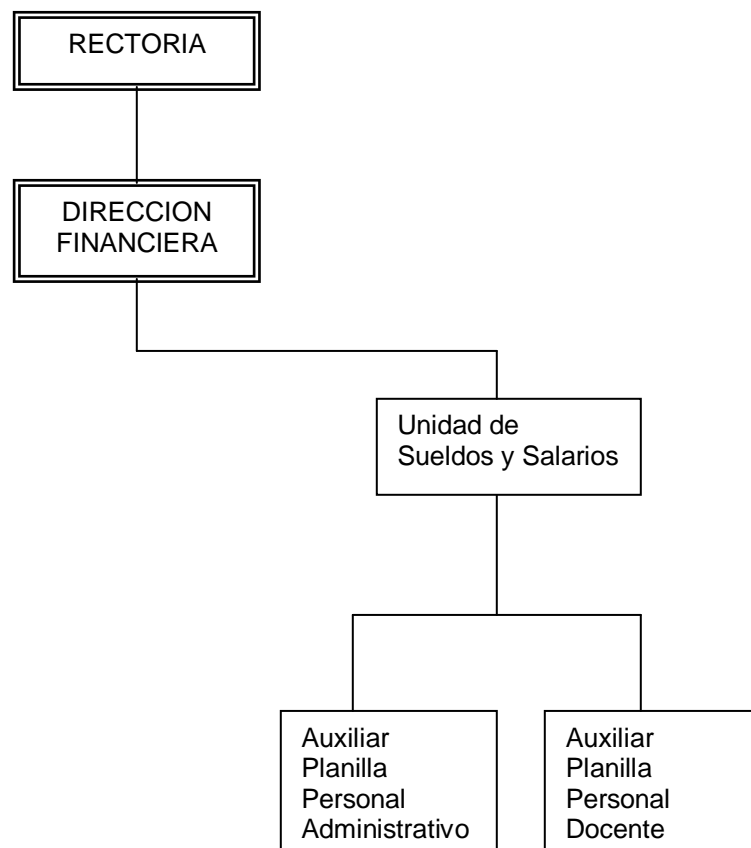 RECTORIA
DIRECCION
FINANCIERA
Unidad de
Sueldos y Salarios
Auxiliar
Planilla
Personal
Administrativo
Auxiliar
Planilla
Personal
Docente